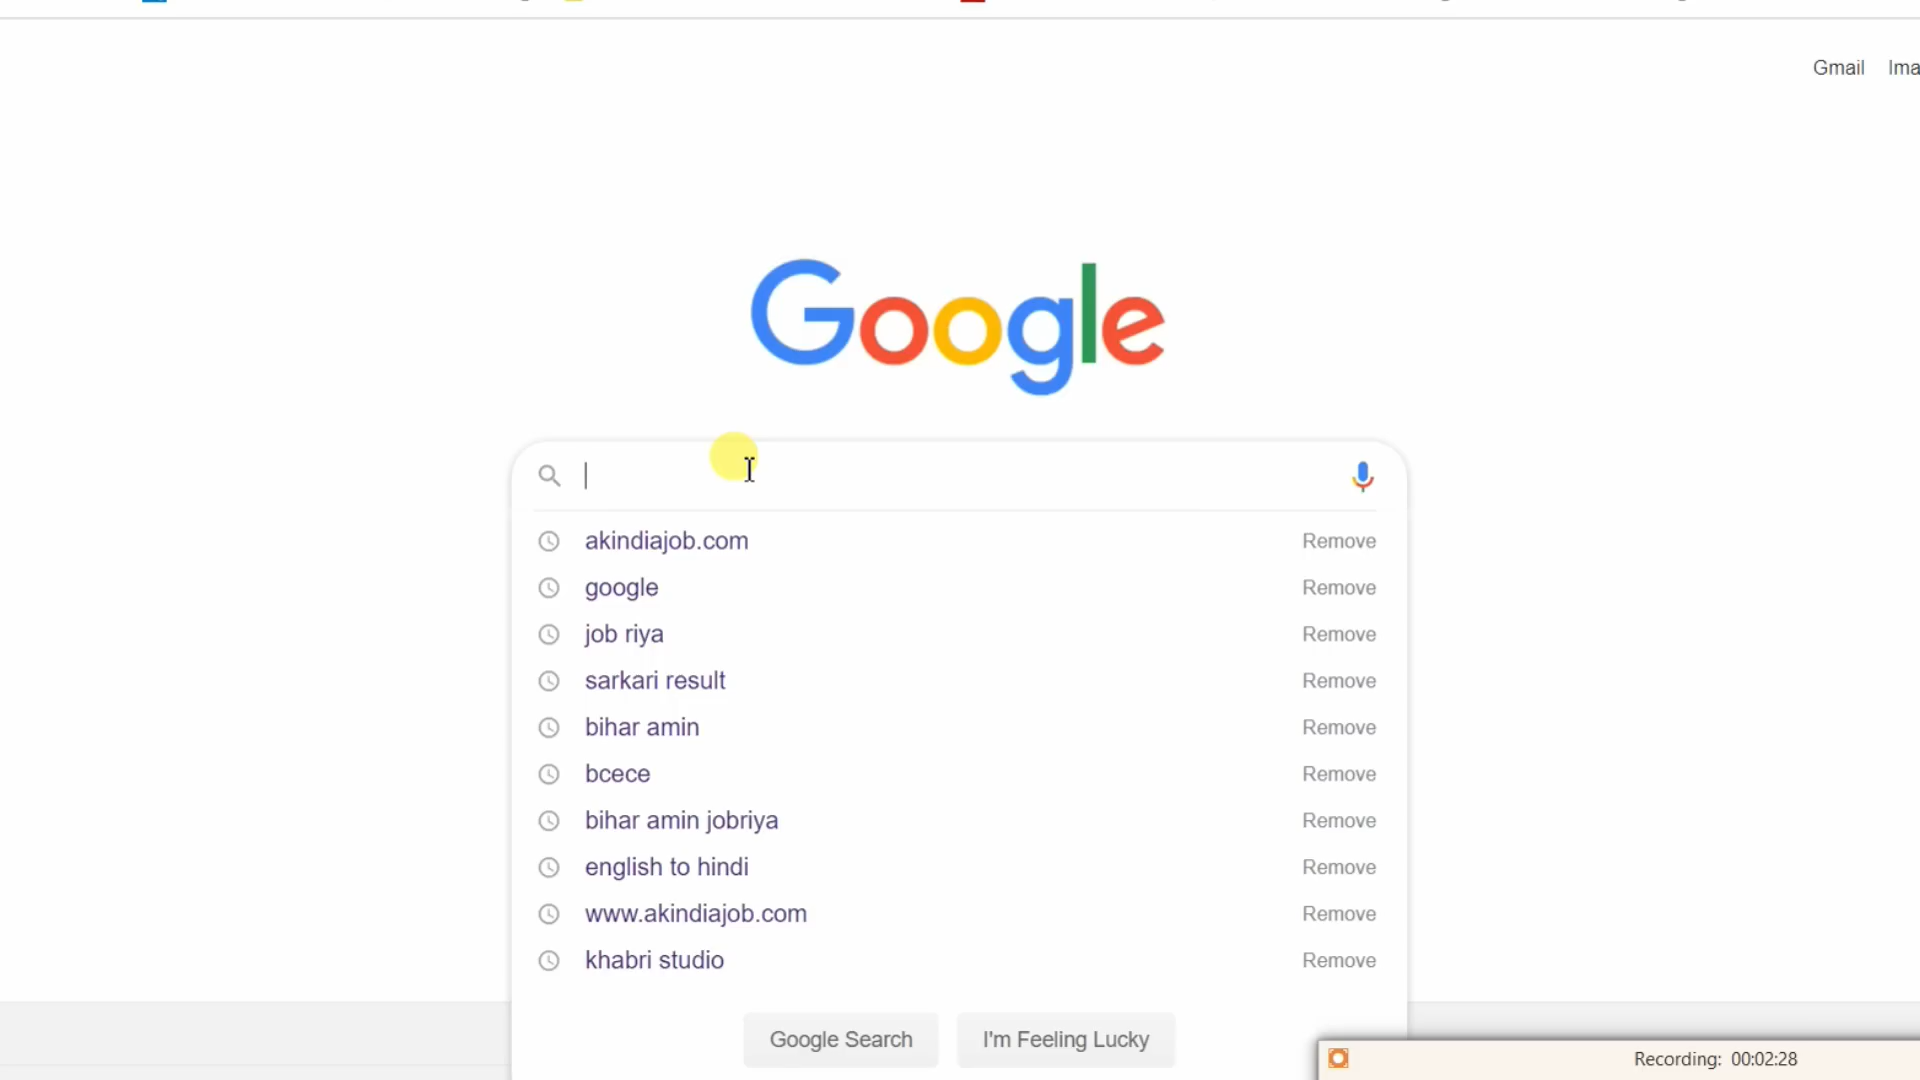 Gmail
Google
akindiajob.com Remove
google Remove
job riya Remove
sarkari result Remove
bihar amin Remove
bcece Remove
bihar amin jobriya Remove
english to hindi Remove
www.akindiajob.com Remove
khabri studio Remove
Google Search I'm Feeling Lucky
Recording: 00:02:28